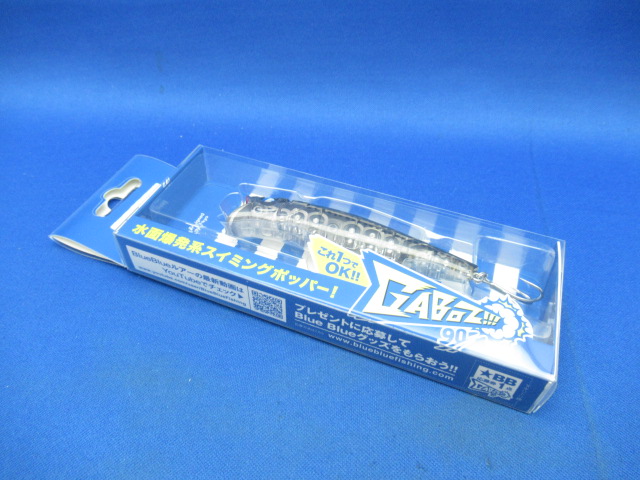 水面爆発系スイミングポッパー!
これ1つで
OK!!
GABOZ!!!
90
BlueBlueルアーの最新動画は
YouTubeでチェック▶
プレゼントに応募して
Blue Blueグッズをもらおう!!
www.bluebluefishing.com
★BB